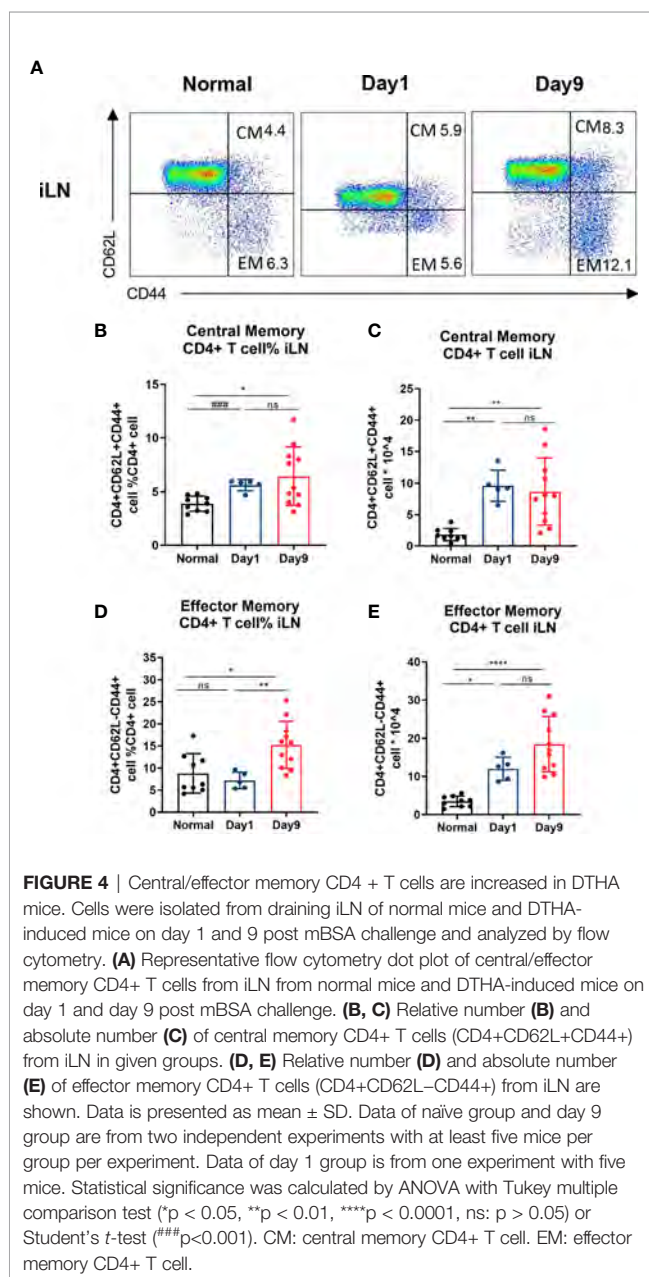 A
Normal Day1 Day9
CM4.4
CM 5.9
CM8.3
iLN
CD62L
EM 6.3
EM 5.6
EM12.1
CD44
B
Central Memory
CD4+ T cell% iLN
CD4+CD62L+CD44+
cell %CD4+ cell
15
10
5
0
*
###
ns
Normal Day1 Day9
C
Central Memory
CD4+ T cell iLN
CD4+CD62L+CD44+
cell * 10^4
25
20
15
10
5
0
**
**
ns
Normal Day1 Day9
D
Effector Memory
CD4+ T cell% iLN
CD4+CD62L-CD44+
cell %CD4+ cell
35
30
25
20
15
10
5
0
*
ns
**
Normal Day1 Day9
E
Effector Memory
CD4+ T cell iLN
CD4+CD62L-CD44+
cell * 10^4
40
30
20
10
0
****
*
ns
Normal Day1 Day9
FIGURE 4 | Central/effector memory CD4 + T cells are increased in DTHA
mice. Cells were isolated from draining iLN of normal mice and DTHA-
induced mice on day 1 and 9 post mBSA challenge and analyzed by flow
cytometry. (A) Representative flow cytometry dot plot of central/effector
memory CD4+ T cells from iLN from normal mice and DTHA-induced mice on
day 1 and day 9 post mBSA challenge. (B, C) Relative number (B) and
absolute number (C) of central memory CD4+ T cells (CD4+CD62L+CD44+)
from iLN in given groups. (D, E) Relative number (D) and absolute number
(E) of effector memory CD4+ T cells (CD4+CD62L−CD44+) from iLN are
shown. Data is presented as mean ± SD. Data of naïve group and day 9
group are from two independent experiments with at least five mice per
group per experiment. Data of day 1 group is from one experiment with five
mice. Statistical significance was calculated by ANOVA with Tukey multiple
comparison test (*p < 0.05, **p < 0.01, ****p < 0.0001, ns: p > 0.05) or
Student's t-test (###p<0.001). CM: central memory CD4+ T cell. EM: effector
memory CD4+ T cell.